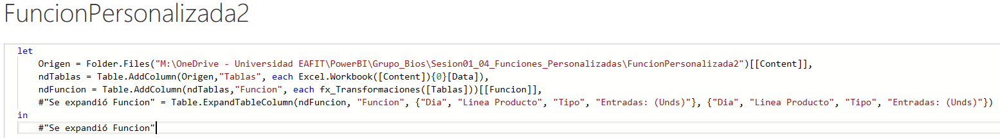 FuncionPersonalizada2
let
    Origen = Folder.Files("M:\OneDrive - Universidad EAFIT\PowerBI\Grupo_Bios\Sesion01_04_Funciones_Personalizadas\FuncionPersonalizada2")[[Content]],
    ndTablas = Table.AddColumn(Origen,"Tablas", each Excel.Workbook([Content]){0}[Data]),
    ndFuncion = Table.AddColumn(ndTablas,"Funcion", each fx_Transformaciones([Tablas]))[[Funcion]],
    #"Se expandió Funcion" = Table.ExpandTableColumn(ndFuncion, "Funcion", {"Dia", "Linea Producto", "Tipo", "Entradas: (Unds)"}, {"Dia", "Linea Producto", "Tipo", "Entradas: (Unds)"})
in
    #"Se expandió Funcion"